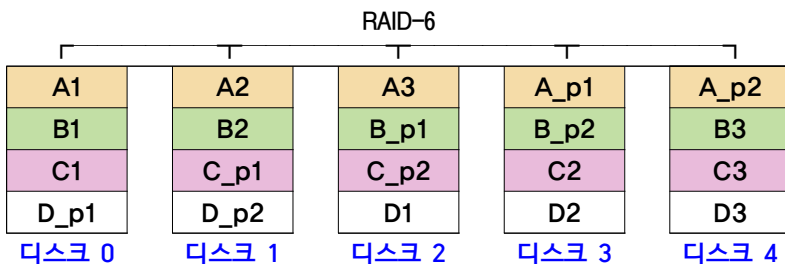 RAID-6
A1 A2 A3 A_p1 A_p2
B1 B2 B_p1 B_p2 B3
C1 C_p1 C_p2 C2 C3
D_p1 D_p2 D1 D2 D3
디스크 0 디스크 1 디스크 2 디스크 3 디스크 4